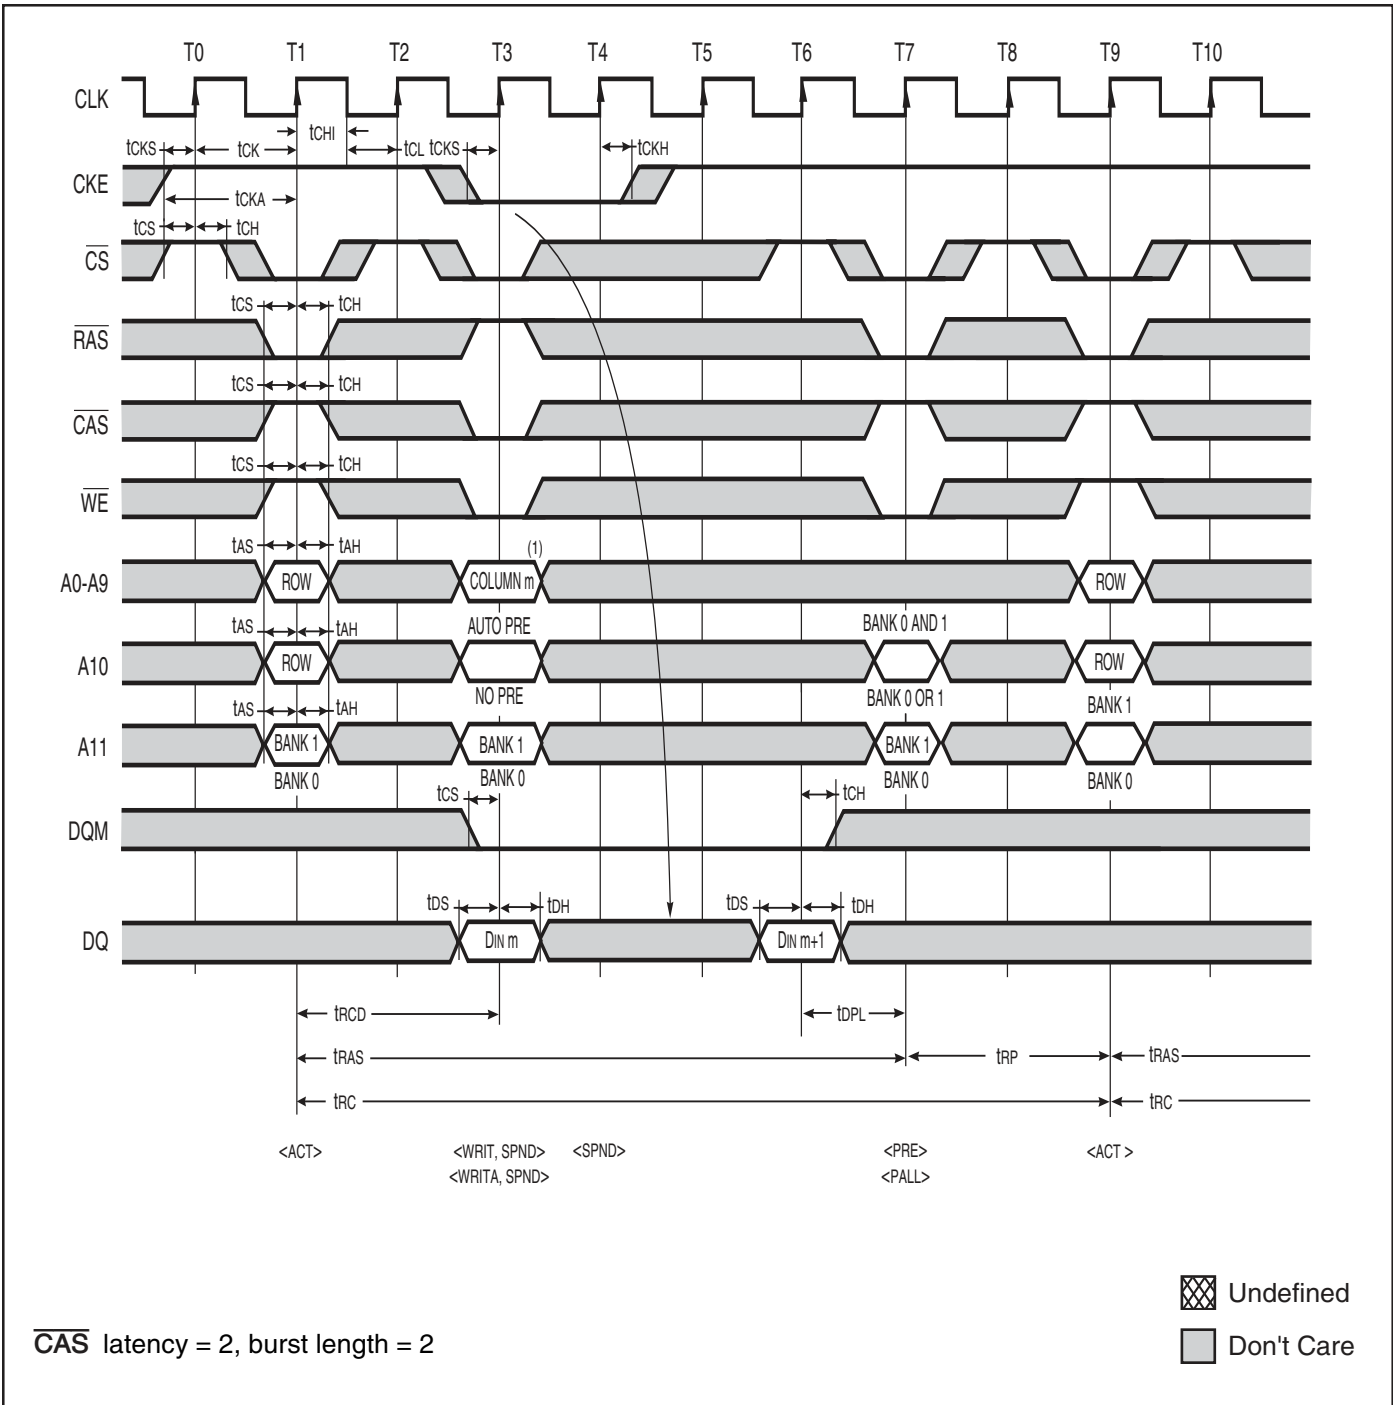 T0 T1 T2 T3 T4 T5 T6 T7 T8 T9 T10
CLK
tCHI
tCKS tCK tCL tCKS tCKH
CKE
tCKA
tCS tCH
CS
tCS tCH
RAS
tCS tCH
CAS
tCS tCH
WE
tAS tAH (1)
A0-A9 ROW COLUMN m ROW
tAS tAH AUTO PRE BANK 0 AND 1
A10 ROW ROW
NO PRE BANK 0 OR 1 BANK 1
tAS tAH
A11 BANK 1 BANK 1 BANK 1
BANK 0 BANK 0 BANK 0 BANK 0
tCS tCH
DQM
tDS tDH tDS tDH
DQ DIN m DIN m+1
tRCD tDPL
tRAS tRP tRAS
tRC tRC
<ACT> <WRIT, SPND> <SPND> <PRE> <ACT >
<WRITA, SPND> <PALL>
Undefined
CAS latency = 2, burst length = 2
Don't Care